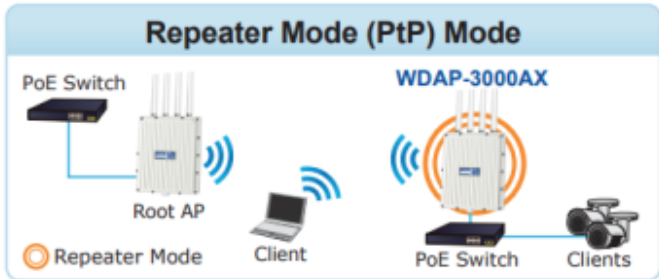 Repeater Mode (PtP) Mode
PoE Switch
WDAP-3000AX
Root AP
Client
Repeater Mode
PoE Switch
Clients